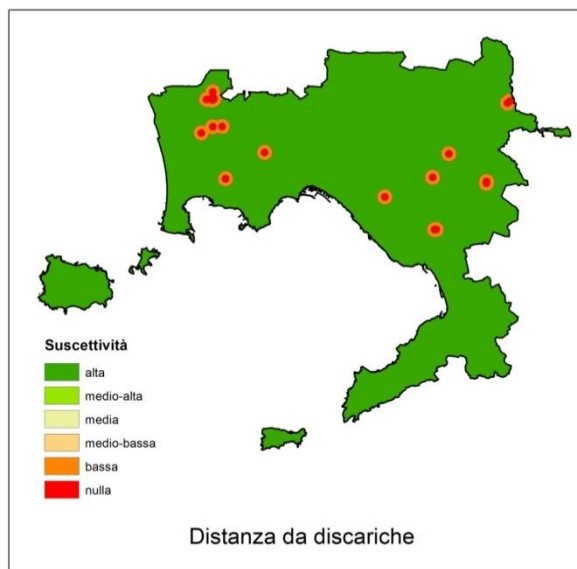 Suscettività
alta
medio-alta
media
medio-bassa
bassa
nulla
Distanza da discariche